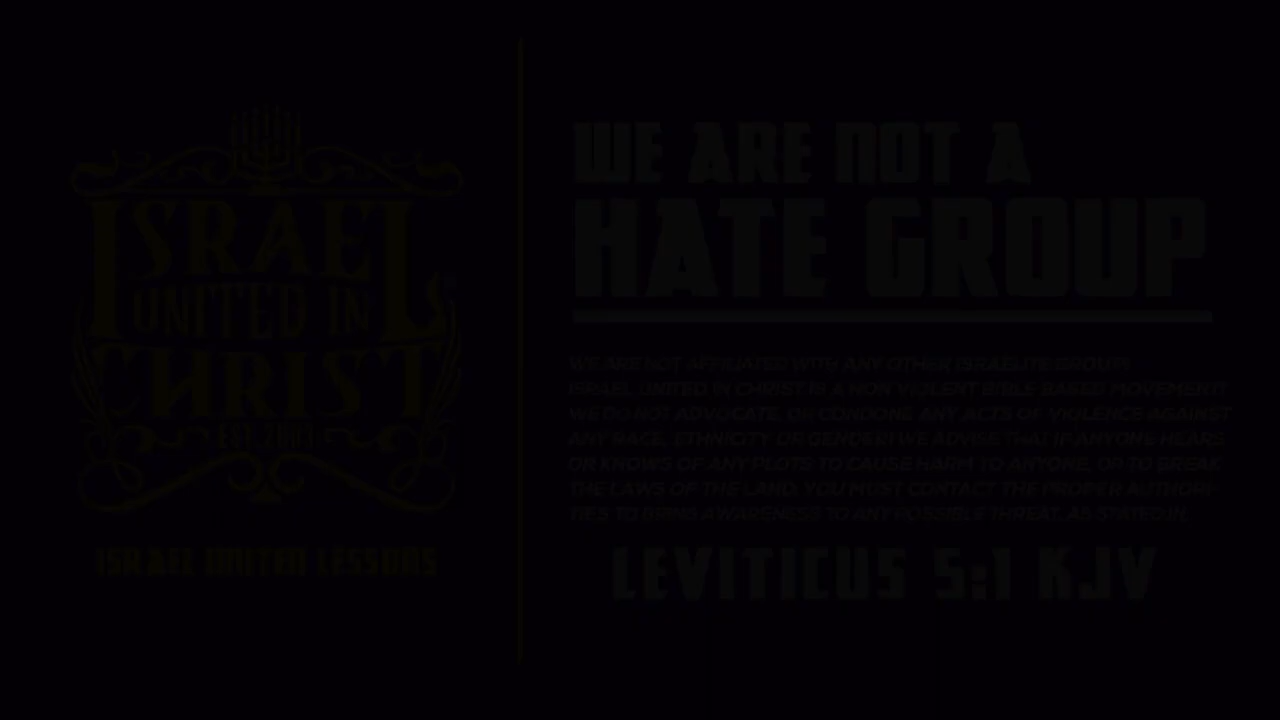 ISRAEL
UNITED IN
CHRIST
EST. 2003
ISRAEL UNITED LESSONS
WE ARE NOT A
HATE GROUP
WE ARE NOT AFFILIATED WITH ANY OTHER ISRAELITE GROUPS
ISRAEL UNITED IN CHRIST IS A NON VIOLENT BIBLE BASED MOVEMENT!
WE DO NOT ADVOCATE, OR CONDONE ANY ACTS OF VIOLENCE AGAINST
ANY RACE, ETHNICITY OR GENDER! WE ADVISE THAT IF ANYONE HEARS
OR KNOWS OF ANY PLOTS TO CAUSE HARM TO ANYONE, OR TO BREAK
THE LAWS OF THE LAND. YOU MUST CONTACT THE PROPER AUTHORI-
TIES TO BRING AWARENESS TO ANY POSSIBLE THREAT. AS STATED IN,
LEVITICUS 5:1 KJV